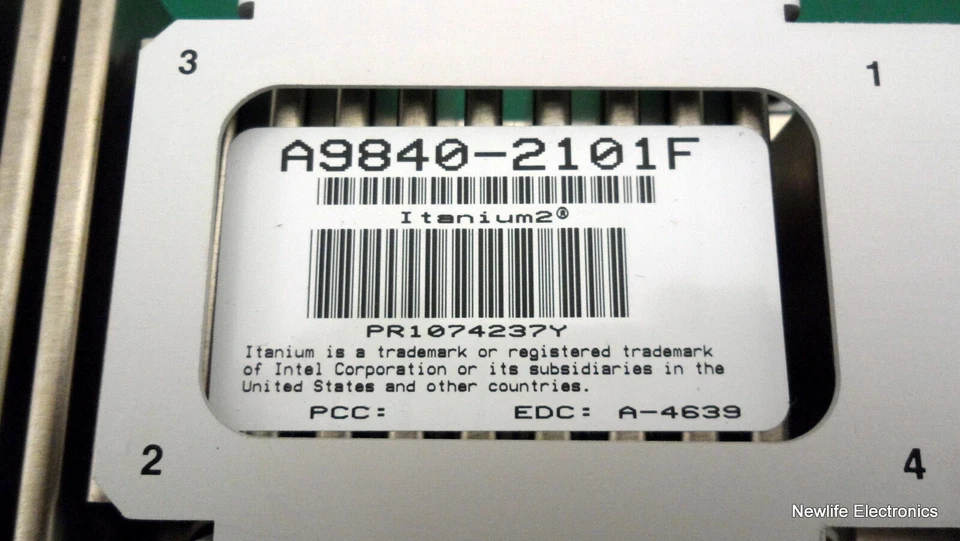 3
1
A9840-2101F
Itanium2®
PR1074237Y
Itanium is a trademark or registered trademark
of Intel Corporation or its subsidiaries in the
United States and other countries.
PCC: EDC: A-4639
2
4
Newlife Electronics